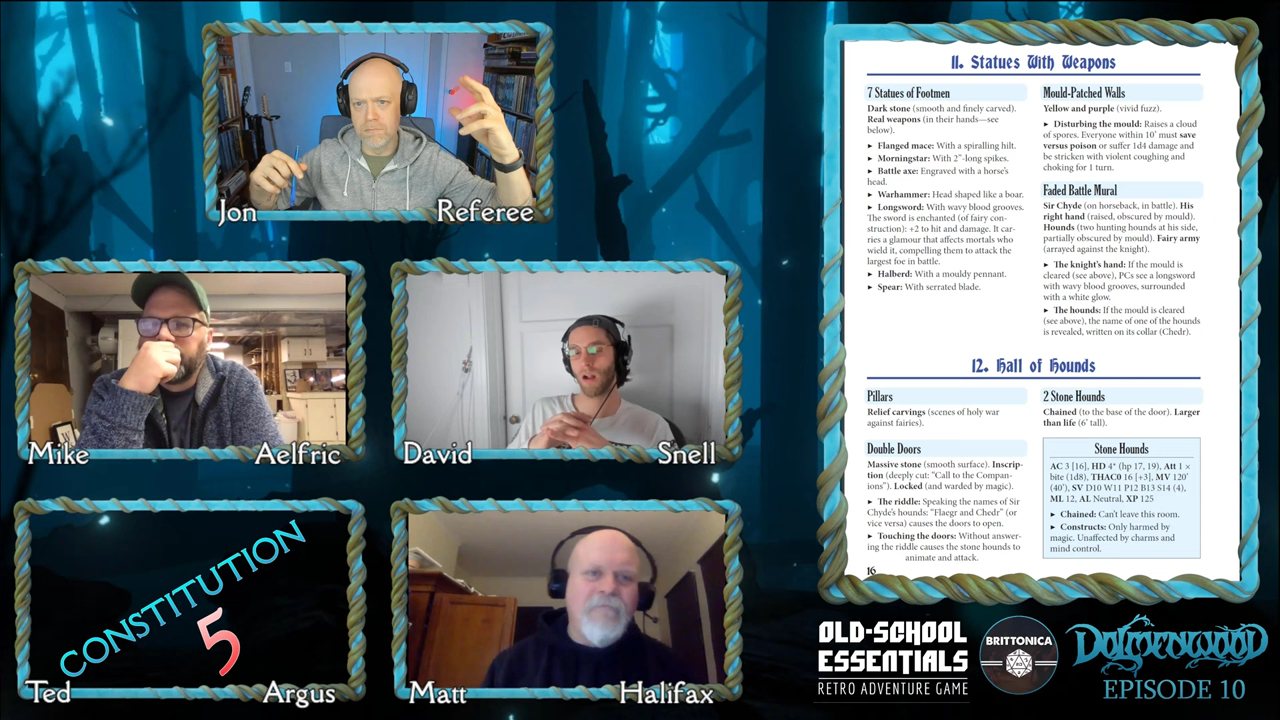 Jon
Referee
Mike
Aelfric
David
Snell
CONSTITUTION
5
Ted
Argus
Matt
Halifax
11. Statues With Weapons
7 Statues of Footmen
Dark stone (smooth and finely carved).
Real weapons (in their hands—see
below).
► Flanged mace: With a spiralling hilt.
► Morningstar: With 2"-long spikes.
► Battle axe: Engraved with a horse's
head.
► Warhammer: Head shaped like a boar.
► Longsword: With wavy blood grooves.
The sword is enchanted (of fairy con-
struction): +2 to hit and damage. It car-
ries a glamour that affects mortals who
wield it, compelling them to attack the
largest foe in battle.
► Halberd: With a mouldy pennant.
► Spear: With serrated blade.
Mould-Patched Walls
Yellow and purple (vivid fuzz).
► Disturbing the mould: Raises a cloud
of spores. Everyone within 10' must save
versus poison or suffer 1d4 damage and
be stricken with violent coughing and
choking for 1 turn.
Faded Battle Mural
Sir Chyde (on horseback, in battle). His
right hand (raised, obscured by mould).
Hounds (two hunting hounds at his side,
partially obscured by mould). Fairy army
(arrayed against the knight).
► The knight's hand: If the mould is
cleared (see above), PCs see a longsword
with wavy blood grooves, surrounded
with a white glow.
► The hounds: If the mould is cleared
(see above), the name of one of the hounds
is revealed, written on its collar (Chedr).
12. Hall of Hounds
Pillars
Relief carvings (scenes of holy war
against fairies).
Double Doors
Massive stone (smooth surface). Inscrip-
tion (deeply cut: "Call to the Compan-
ions"). Locked (and warded by magic).
► The riddle: Speaking the names of Sir
Chyde's hounds: "Flaegr and Chedr" (or
vice versa) causes the doors to open.
► Touching the doors: Without answer-
ing the riddle causes the stone hounds to
animate and attack.
2 Stone Hounds
Chained (to the base of the door). Larger
than life (6' tall).
Stone Hounds
AC 3 [16], HD 4* (hp 17, 19), Att 1 ×
bite (1d8), THAC0 16 [+3], MV 120'
(40'), SV D10 W11 P12 B13 S14 (4),
ML 12, AL Neutral, XP 125
► Chained: Can't leave this room.
► Constructs: Only harmed by
magic. Unaffected by charms and
mind control.
16
OLD-SCHOOL
ESSENTIALS
RETRO ADVENTURE GAME
BRITTONICA
DOLMENWOOD
EPISODE 10